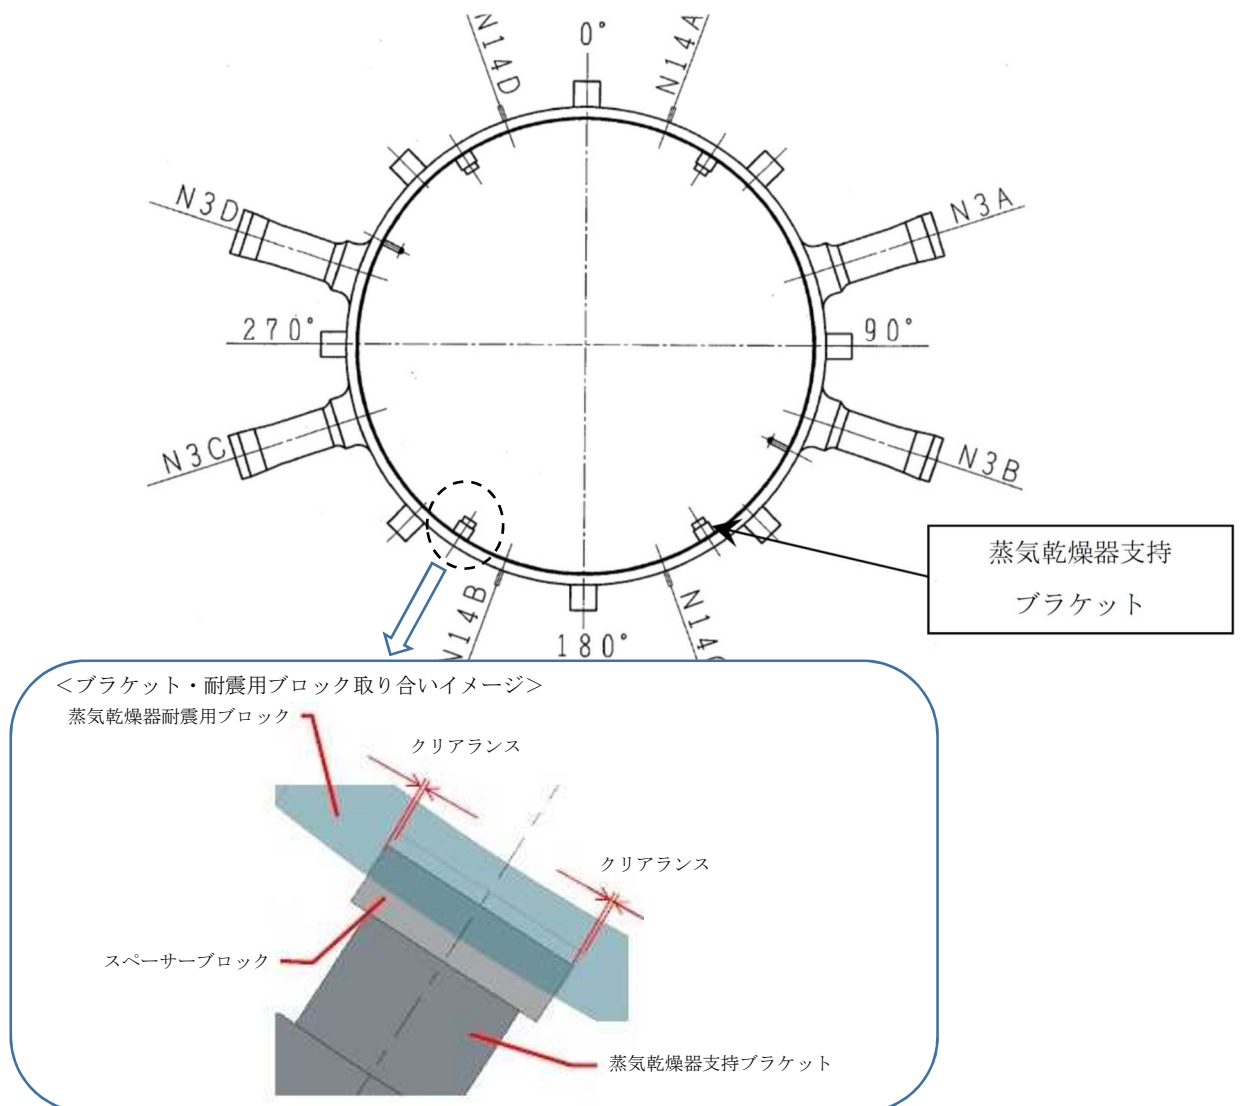 N14D
0°
N14A
N3D
N3A
270°
90°
N3C
N3B
蒸気乾燥器支持
ブラケット
N14B
180°
N14C
<ブラケット・耐震用ブロック取り合いイメージ>
蒸気乾燥器耐震用ブロック
クリアランス
クリアランス
スペーサーブロック
蒸気乾燥器支持ブラケット